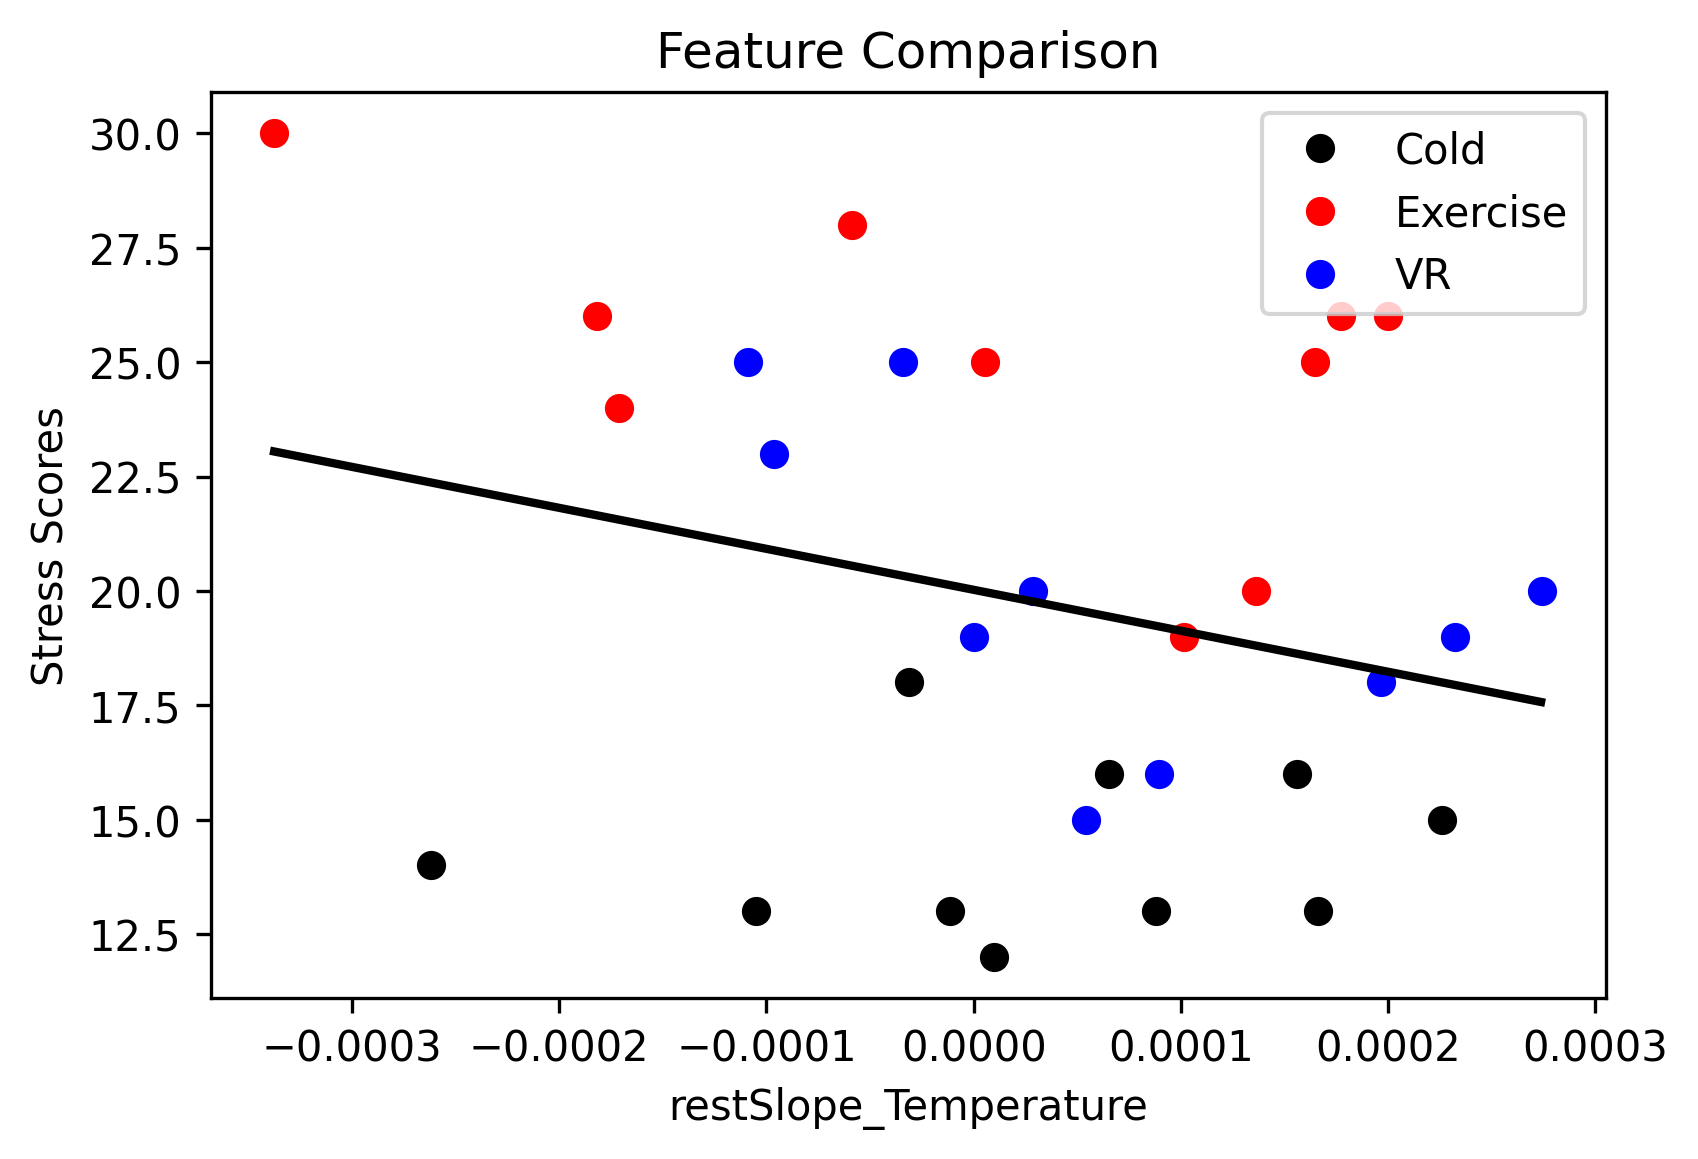 Feature Comparison
30.0
27.5
25.0
22.5
20.0
17.5
15.0
12.5
Stress Scores
Cold
Exercise
VR
−0.0003 −0.0002 −0.0001 0.0000 0.0001 0.0002 0.0003
restSlope_Temperature